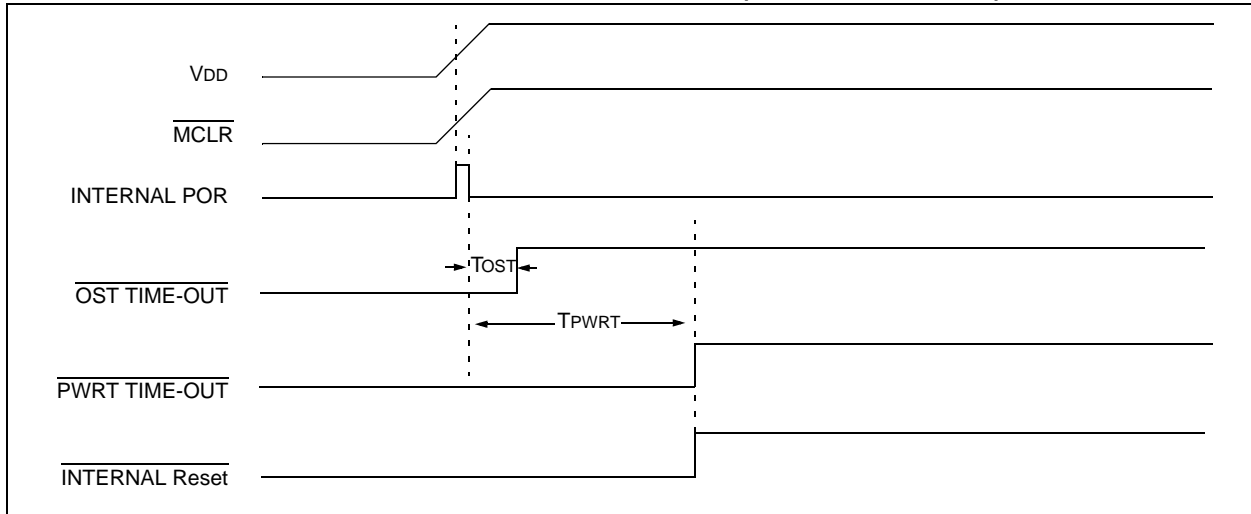 VDD
MCLR
INTERNAL POR
TOST
OST TIME-OUT
TPWRT
PWRT TIME-OUT
INTERNAL Reset